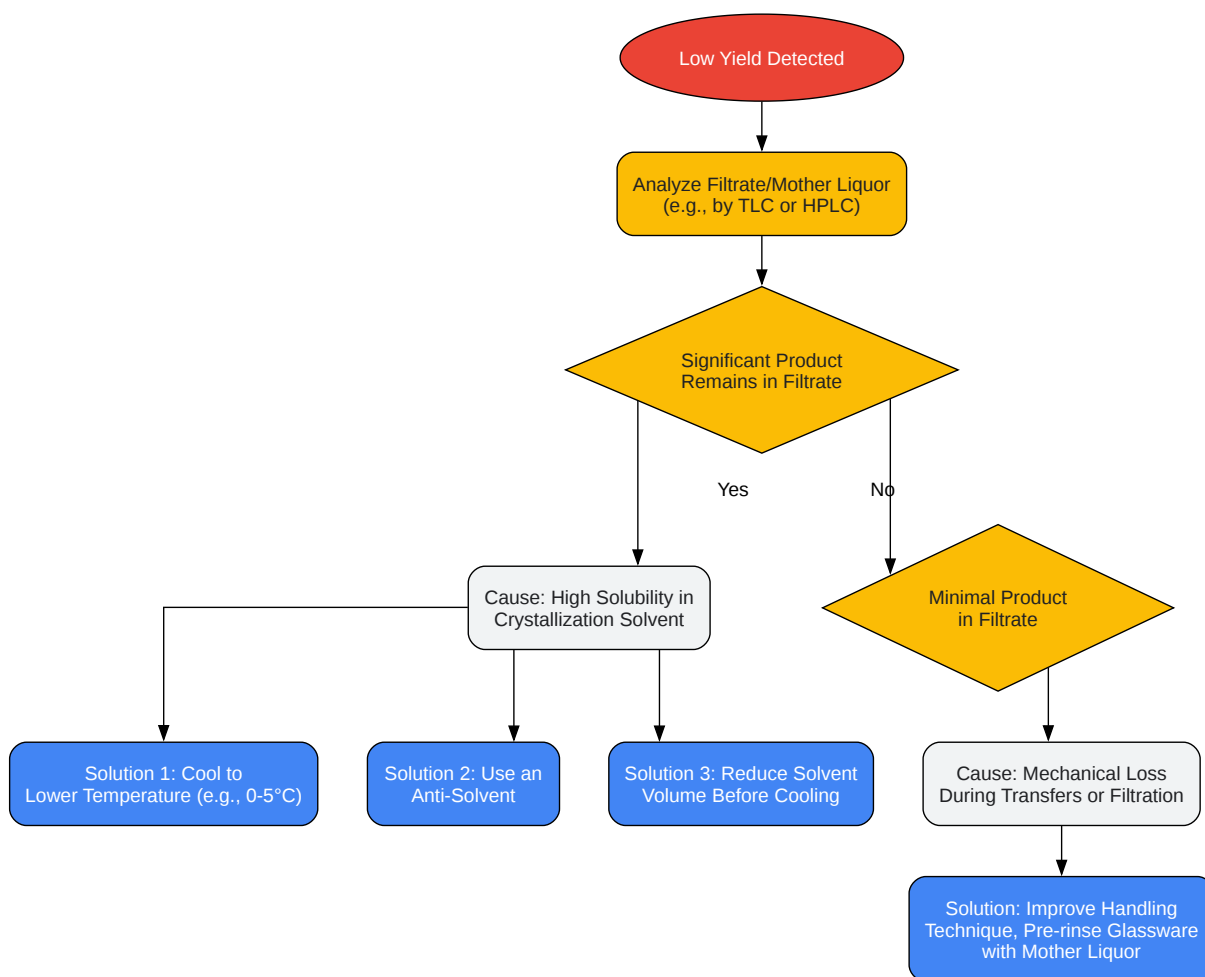 Low Yield Detected
Analyze Filtrate/Mother Liquor
(e.g., by TLC or HPLC)
Significant Product
Remains in Filtrate
Yes
No
Cause: High Solubility in
Crystallization Solvent
Minimal Product
in Filtrate
Solution 1: Cool to
Lower Temperature (e.g., 0-5°C)
Solution 2: Use an
Anti-Solvent
Solution 3: Reduce Solvent
Volume Before Cooling
Cause: Mechanical Loss
During Transfers or Filtration
Solution: Improve Handling
Technique, Pre-rinse Glassware
with Mother Liquor